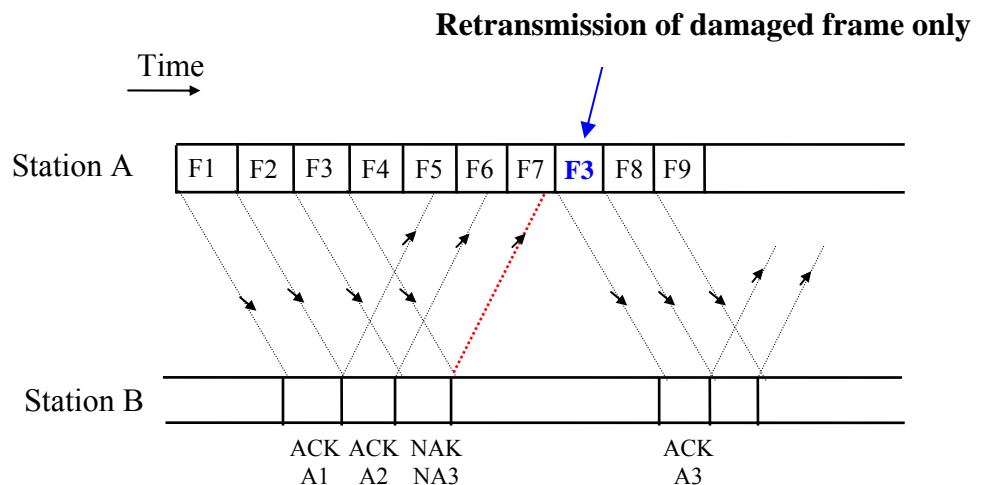 Retransmission of damaged frame only
Time
Station A
F1 F2 F3 F4 F5 F6 F7 F3 F8 F9
Station B
ACK ACK NAK ACK
A1 A2 NA3 A3